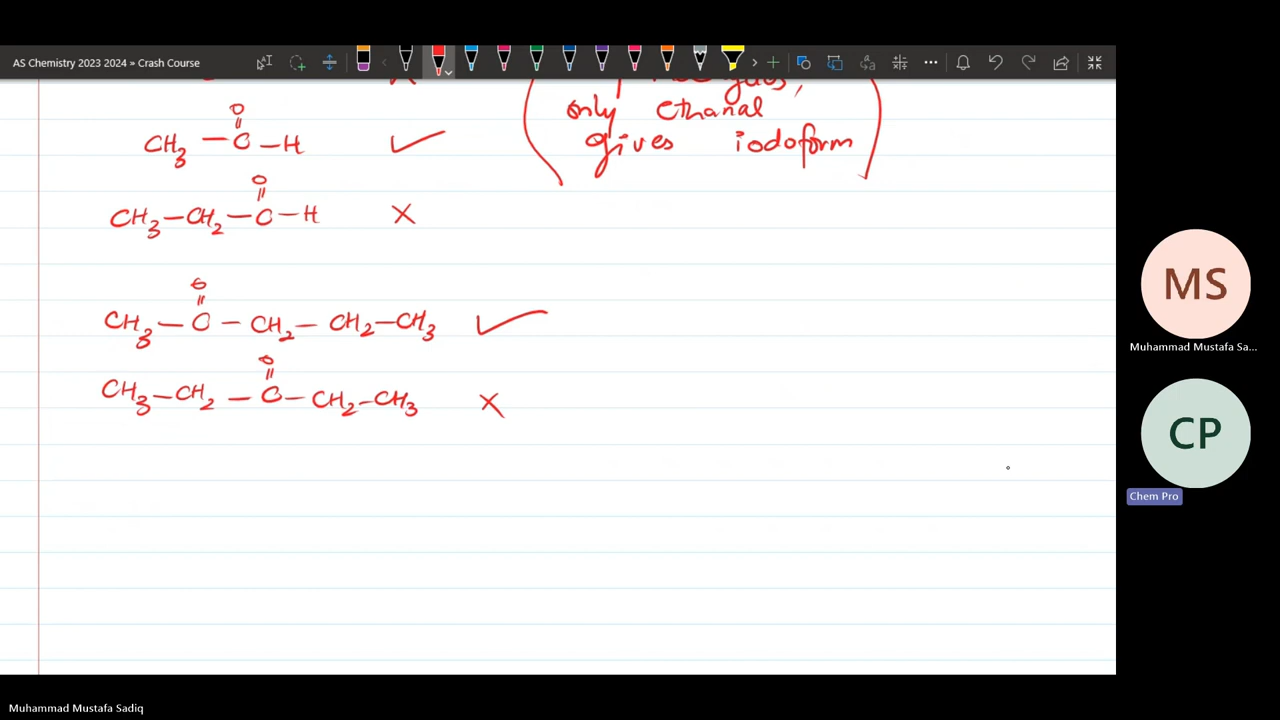 AS Chemistry 2023 2024 » Crash Course
only ethanal
gives iodoform
O
CH3 — C — H ✓
O
CH3 — CH2 — C — H ×
O
CH3 — C — CH2 — CH2 — CH3 ✓
O
CH3 — CH2 — C — CH2 — CH3 ×
MS
Muhammad Mustafa Sa...
CP
Chem Pro
Muhammad Mustafa Sadiq